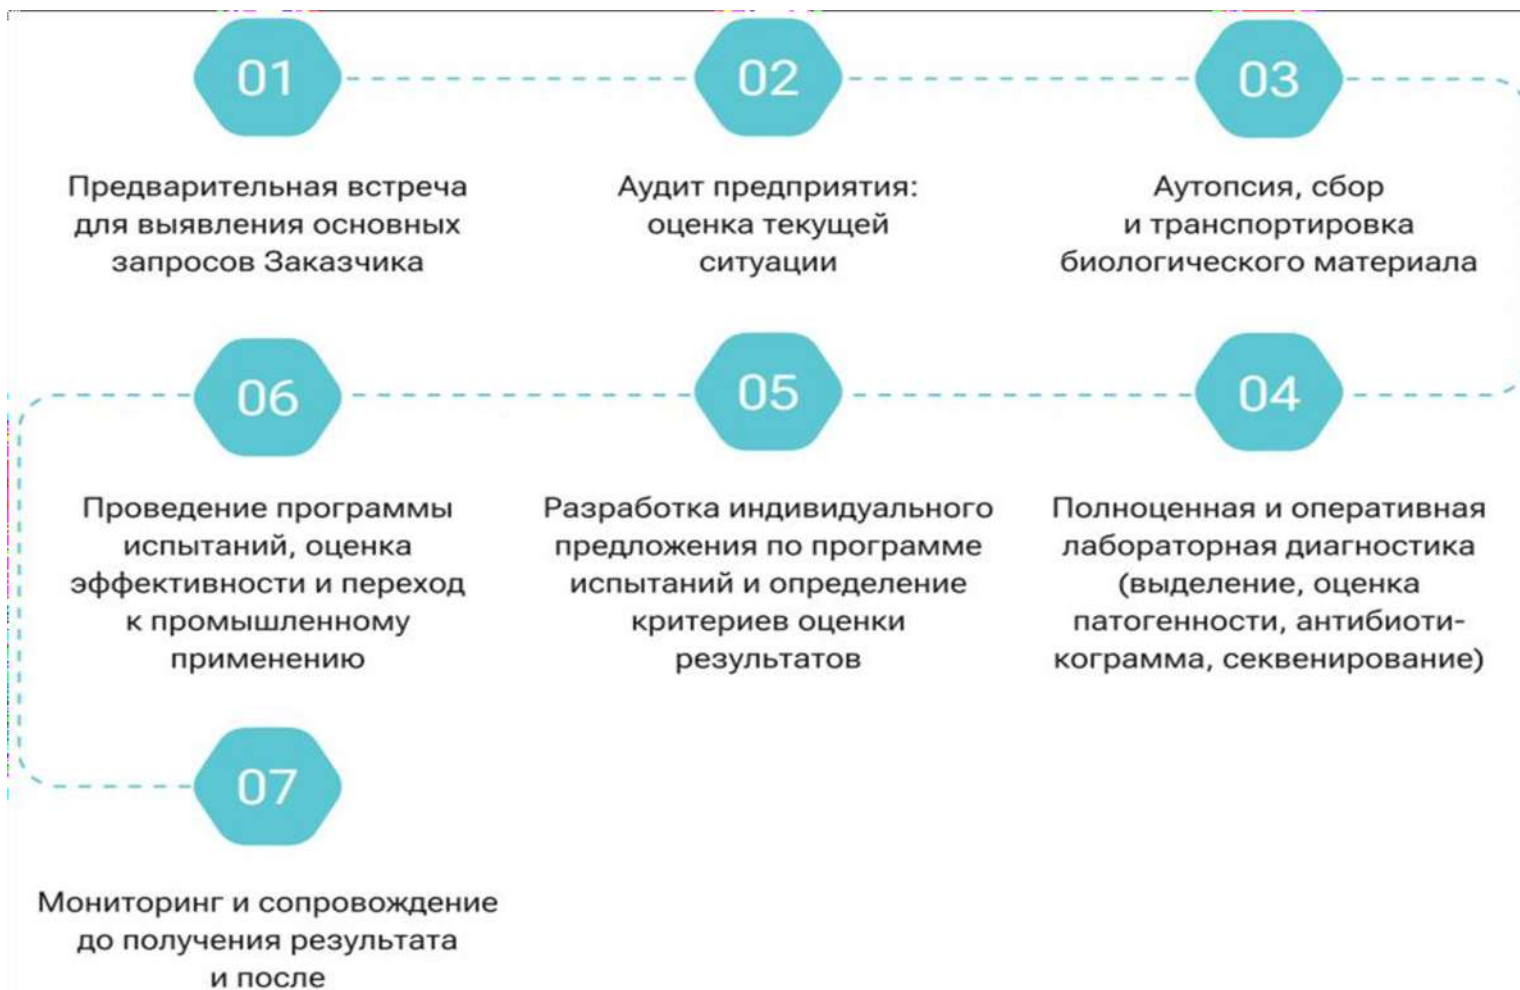 01
Предварительная встреча
для выявления основных
запросов Заказчика
02
Аудит предприятия:
оценка текущей
ситуации
03
Аутопсия, сбор
и транспортировка
биологического материала
04
Полноценная и оперативная
лабораторная диагностика
(выделение, оценка
патогенности, антибиоти-
кограмма, секвенирование)
05
Разработка индивидуального
предложения по программе
испытаний и определение
критериев оценки
результатов
06
Проведение программы
испытаний, оценка
эффективности и переход
к промышленному
применению
07
Мониторинг и сопровождение
до получения результата
и после